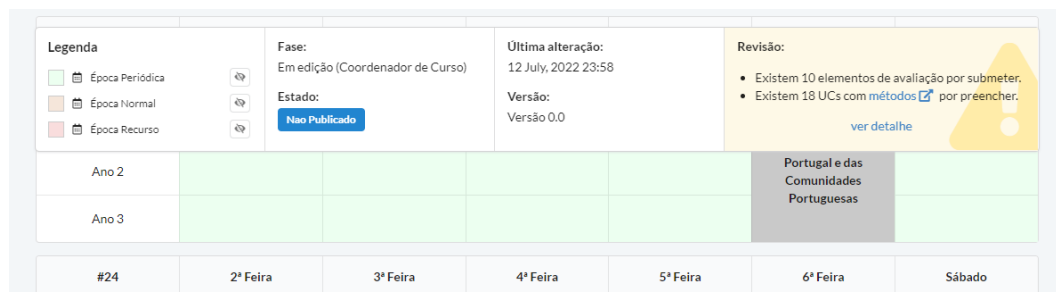 Legenda
Época Periódica
Época Normal
Época Recurso
Fase:
Em edição (Coordenador de Curso)
Estado:
Nao Publicado
Última alteração:
12 July, 2022 23:58
Versão:
Versão 0.0
Revisão:
Existem 10 elementos de avaliação por submeter.
Existem 18 UCs com métodos por preencher.
ver detalhe
Ano 2
Portugal e das
Comunidades
Portuguesas
Ano 3
#24 2ª Feira 3ª Feira 4ª Feira 5ª Feira 6ª Feira Sábado